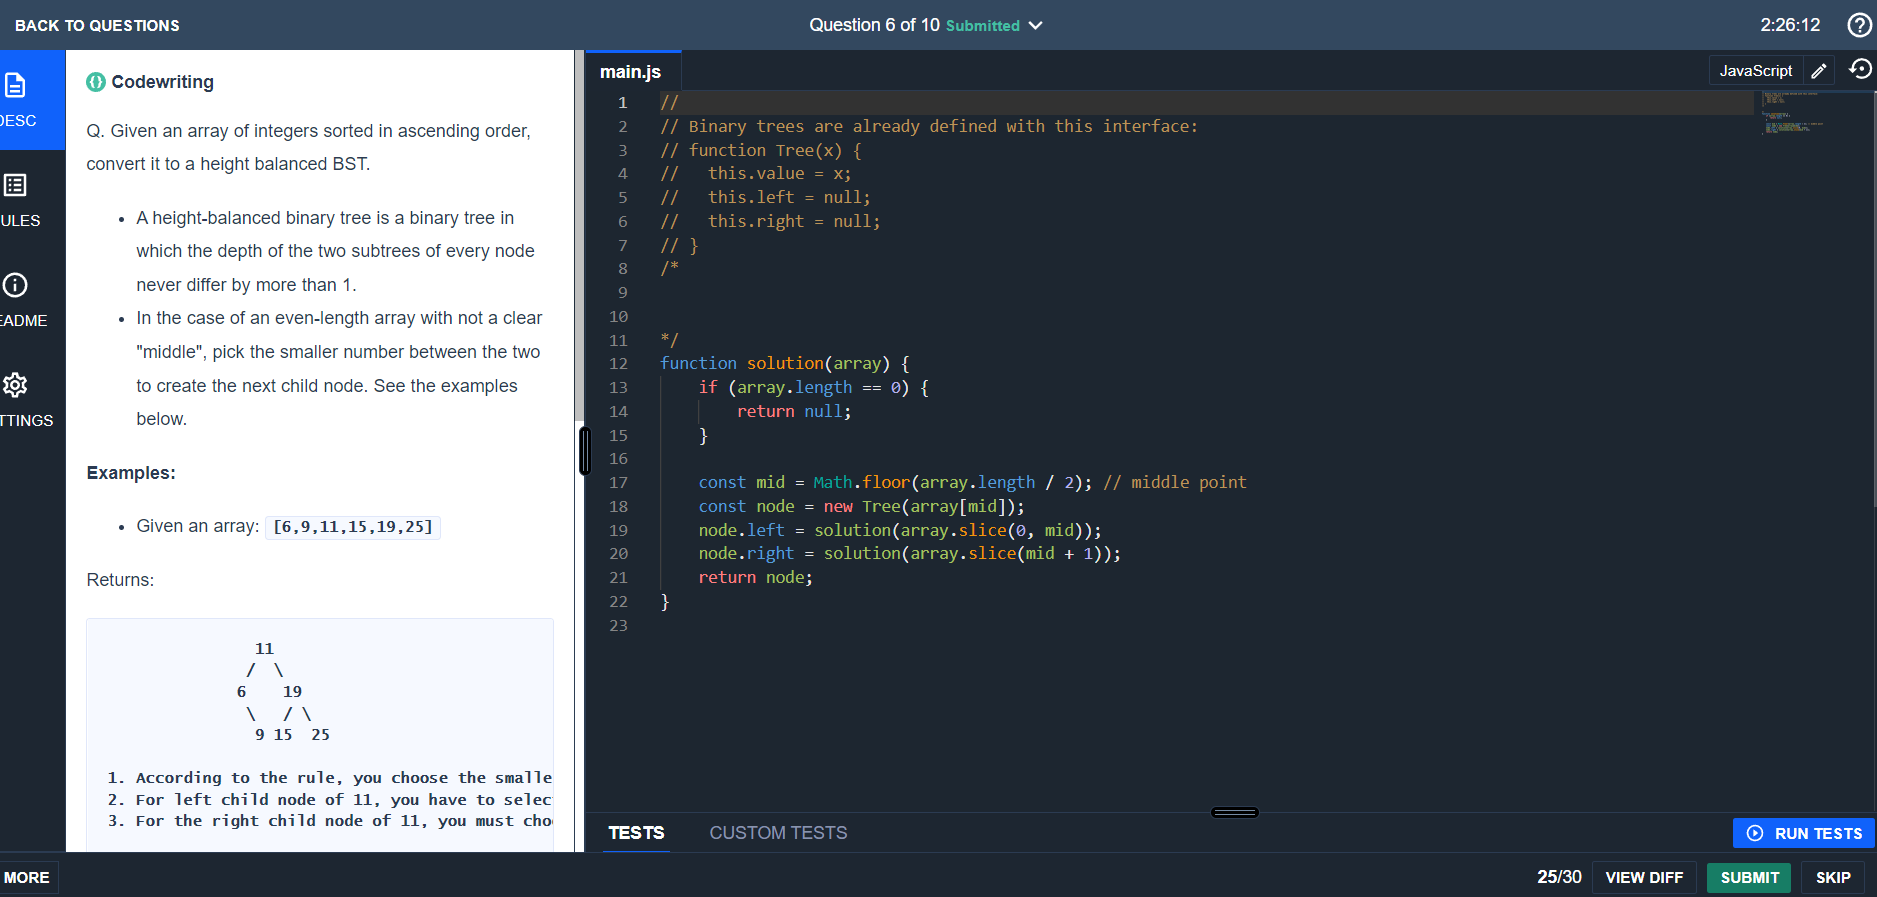 BACK TO QUESTIONS
Question 6 of 10 Submitted
2:26:12
DESC
ULES
EADME
TTINGS
MORE
Codewriting
Q. Given an array of integers sorted in ascending order,
convert it to a height balanced BST.
• A height-balanced binary tree is a binary tree in
which the depth of the two subtrees of every node
never differ by more than 1.
• In the case of an even-length array with not a clear
"middle", pick the smaller number between the two
to create the next child node. See the examples
below.
Examples:
• Given an array: [6,9,11,15,19,25]
Returns:
11
/ \
6 19
\ / \
9 15 25
1. According to the rule, you choose the smalle
2. For left child node of 11, you have to selec
3. For the right child node of 11, you must cho
main.js
JavaScript
1 //
2 // Binary trees are already defined with this interface:
3 // function Tree(x) {
4 //   this.value = x;
5 //   this.left = null;
6 //   this.right = null;
7 // }
8 /*
9
10
11 */
12 function solution(array) {
13     if (array.length == 0) {
14         return null;
15     }
16
17     const mid = Math.floor(array.length / 2); // middle point
18     const node = new Tree(array[mid]);
19     node.left = solution(array.slice(0, mid));
20     node.right = solution(array.slice(mid + 1));
21     return node;
22 }
23
TESTS
CUSTOM TESTS
RUN TESTS
25/30
VIEW DIFF
SUBMIT
SKIP